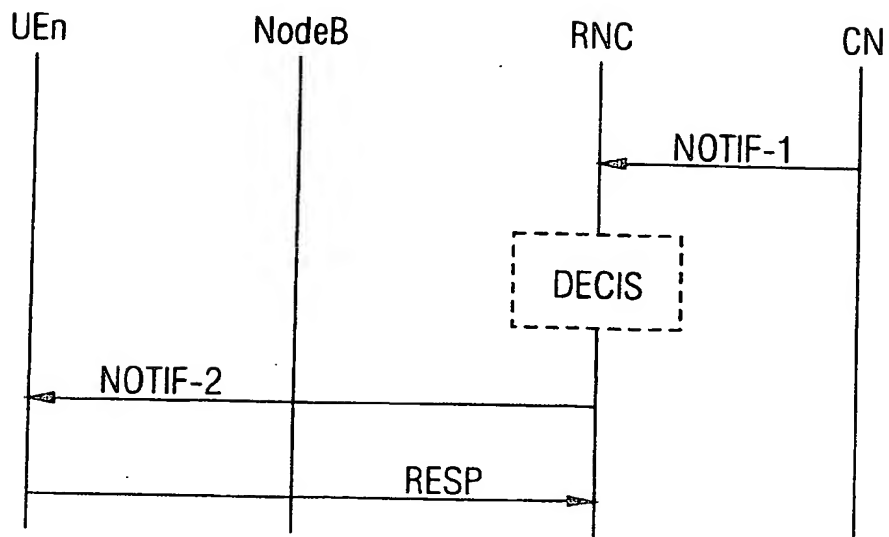 UEn NodeB RNC CN
NOTIF-1
DECIS
NOTIF-2
RESP